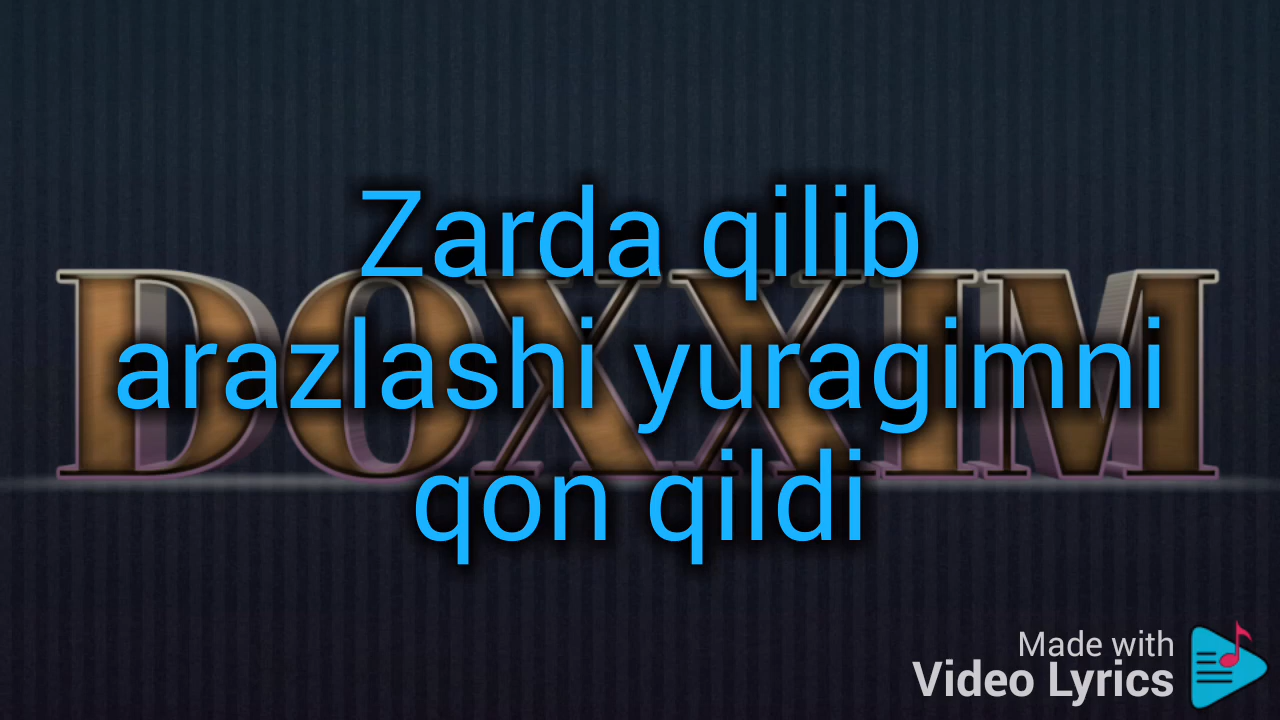 Zarda qilib
DOXXIM
arazlashi yuragimni
qon qildi
Made with
Video Lyrics